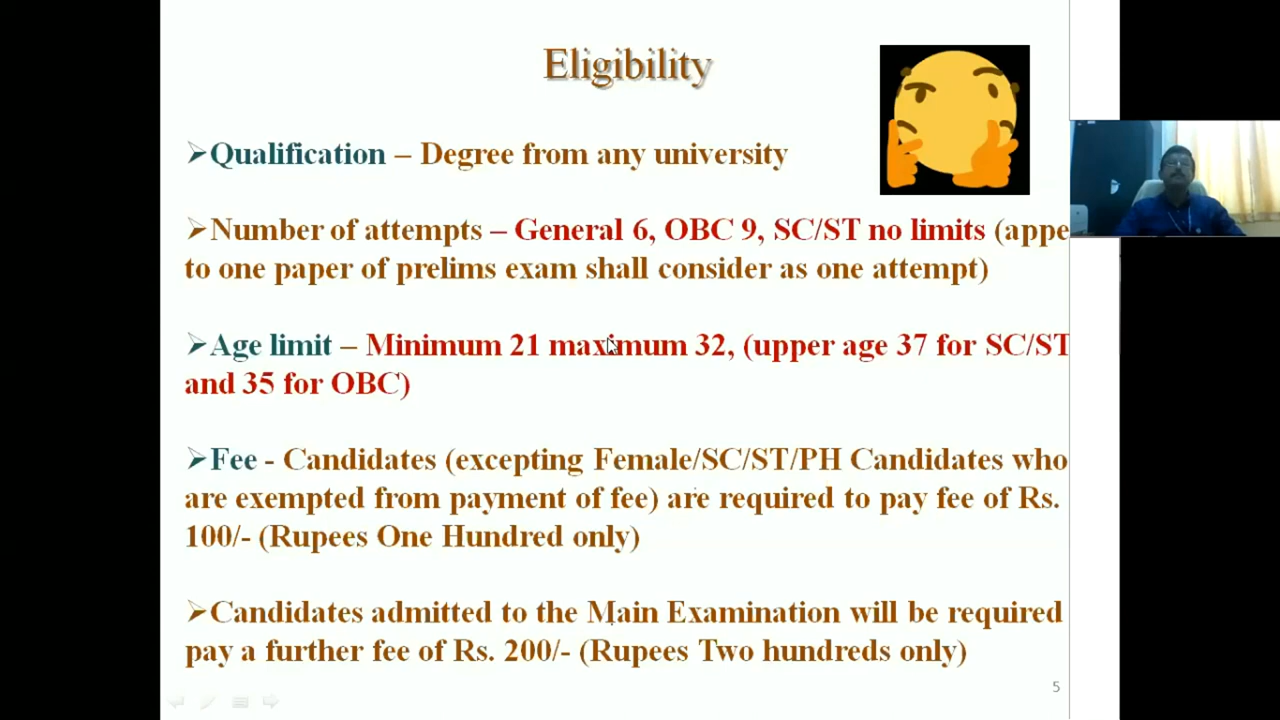 Eligibility
➢Qualification – Degree from any university
➢Number of attempts – General 6, OBC 9, SC/ST no limits (appe
to one paper of prelims exam shall consider as one attempt)
➢Age limit – Minimum 21 maximum 32, (upper age 37 for SC/ST
and 35 for OBC)
➢Fee - Candidates (excepting Female/SC/ST/PH Candidates who
are exempted from payment of fee) are required to pay fee of Rs.
100/- (Rupees One Hundred only)
➢Candidates admitted to the Main Examination will be required
pay a further fee of Rs. 200/- (Rupees Two hundreds only)
5